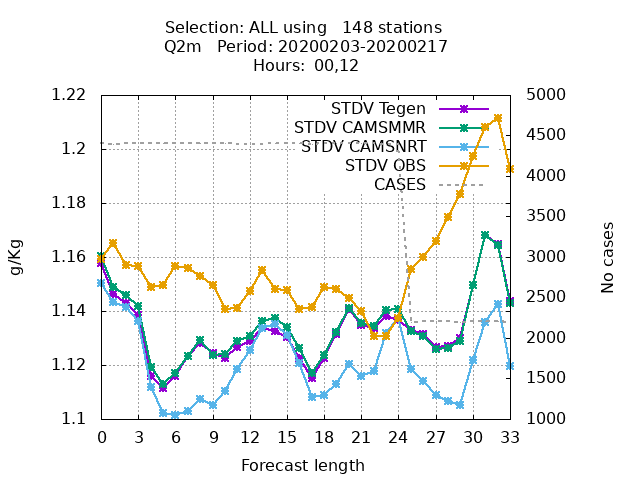 Selection: ALL using   148 stations
Q2m   Period: 20200203-20200217
Hours:  00,12
1.22
1.2
1.18
1.16
1.14
1.12
1.1
g/Kg
STDV Tegen
STDV CAMSMMR
STDV CAMSNRT
STDV OBS
CASES
5000
4500
4000
3500
3000
2500
2000
1500
1000
No cases
0 3 6 9 12 15 18 21 24 27 30 33
Forecast length